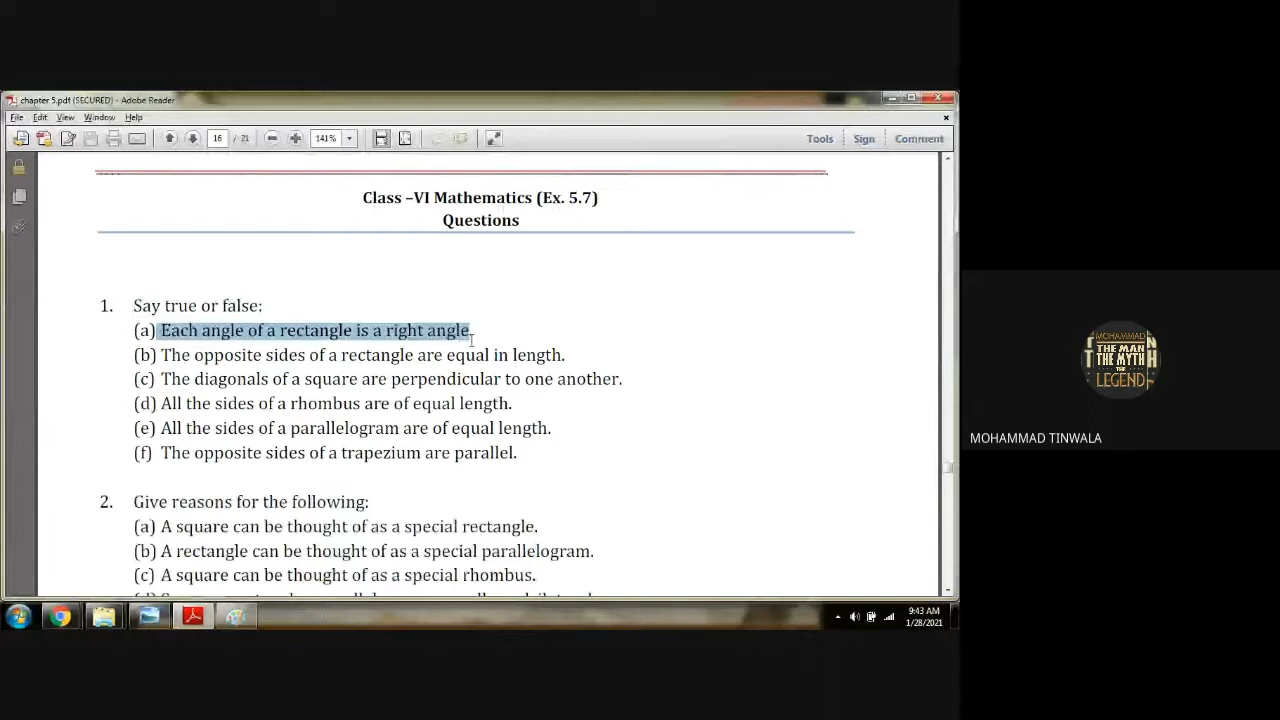 chapter 5.pdf (SECURED) - Adobe Reader
File Edit View Window Help
16 / 21 141% Tools Sign Comment
Class –VI Mathematics (Ex. 5.7)
Questions
1. Say true or false:
(a) Each angle of a rectangle is a right angle.
(b) The opposite sides of a rectangle are equal in length.
(c) The diagonals of a square are perpendicular to one another.
(d) All the sides of a rhombus are of equal length.
(e) All the sides of a parallelogram are of equal length.
(f) The opposite sides of a trapezium are parallel.
2. Give reasons for the following:
(a) A square can be thought of as a special rectangle.
(b) A rectangle can be thought of as a special parallelogram.
(c) A square can be thought of as a special rhombus.
9:43 AM
1/28/2021
MOHAMMAD
THE MAN
THE MYTH
LEGEND
MOHAMMAD TINWALA